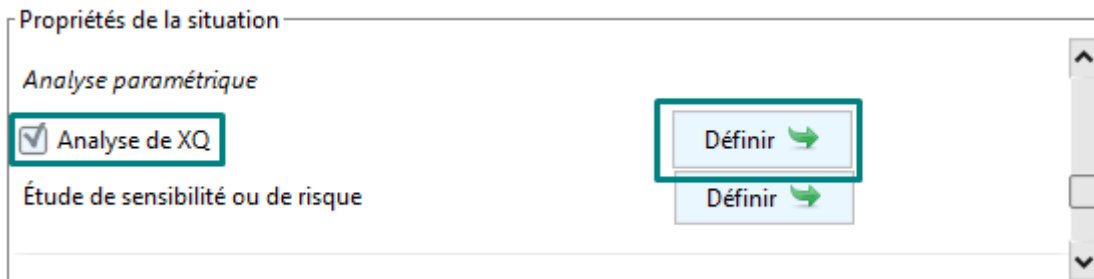 Propriétés de la situation
Analyse paramétrique
Analyse de XQ Définir
Étude de sensibilité ou de risque Définir